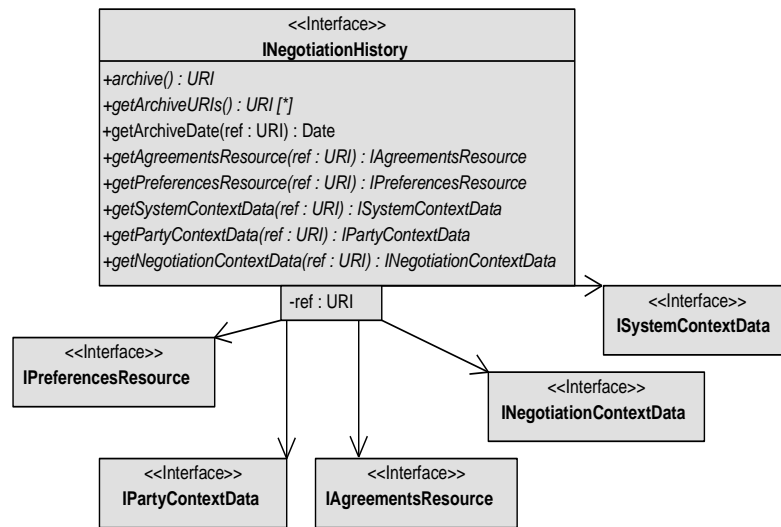 <<Interface>>
INegotiationHistory
+archive() : URI
+getArchiveURIs() : URI [*]
+getArchiveDate(ref : URI) : Date
+getAgreementsResource(ref : URI) : IAgreementsResource
+getPreferencesResource(ref : URI) : IPreferencesResource
+getSystemContextData(ref : URI) : ISystemContextData
+getPartyContextData(ref : URI) : IPartyContextData
+getNegotiationContextData(ref : URI) : INegotiationContextData
-ref : URI
<<Interface>>
ISystemContextData
<<Interface>>
IPreferencesResource
<<Interface>>
INegotiationContextData
<<Interface>>
IPartyContextData
<<Interface>>
IAgreementsResource